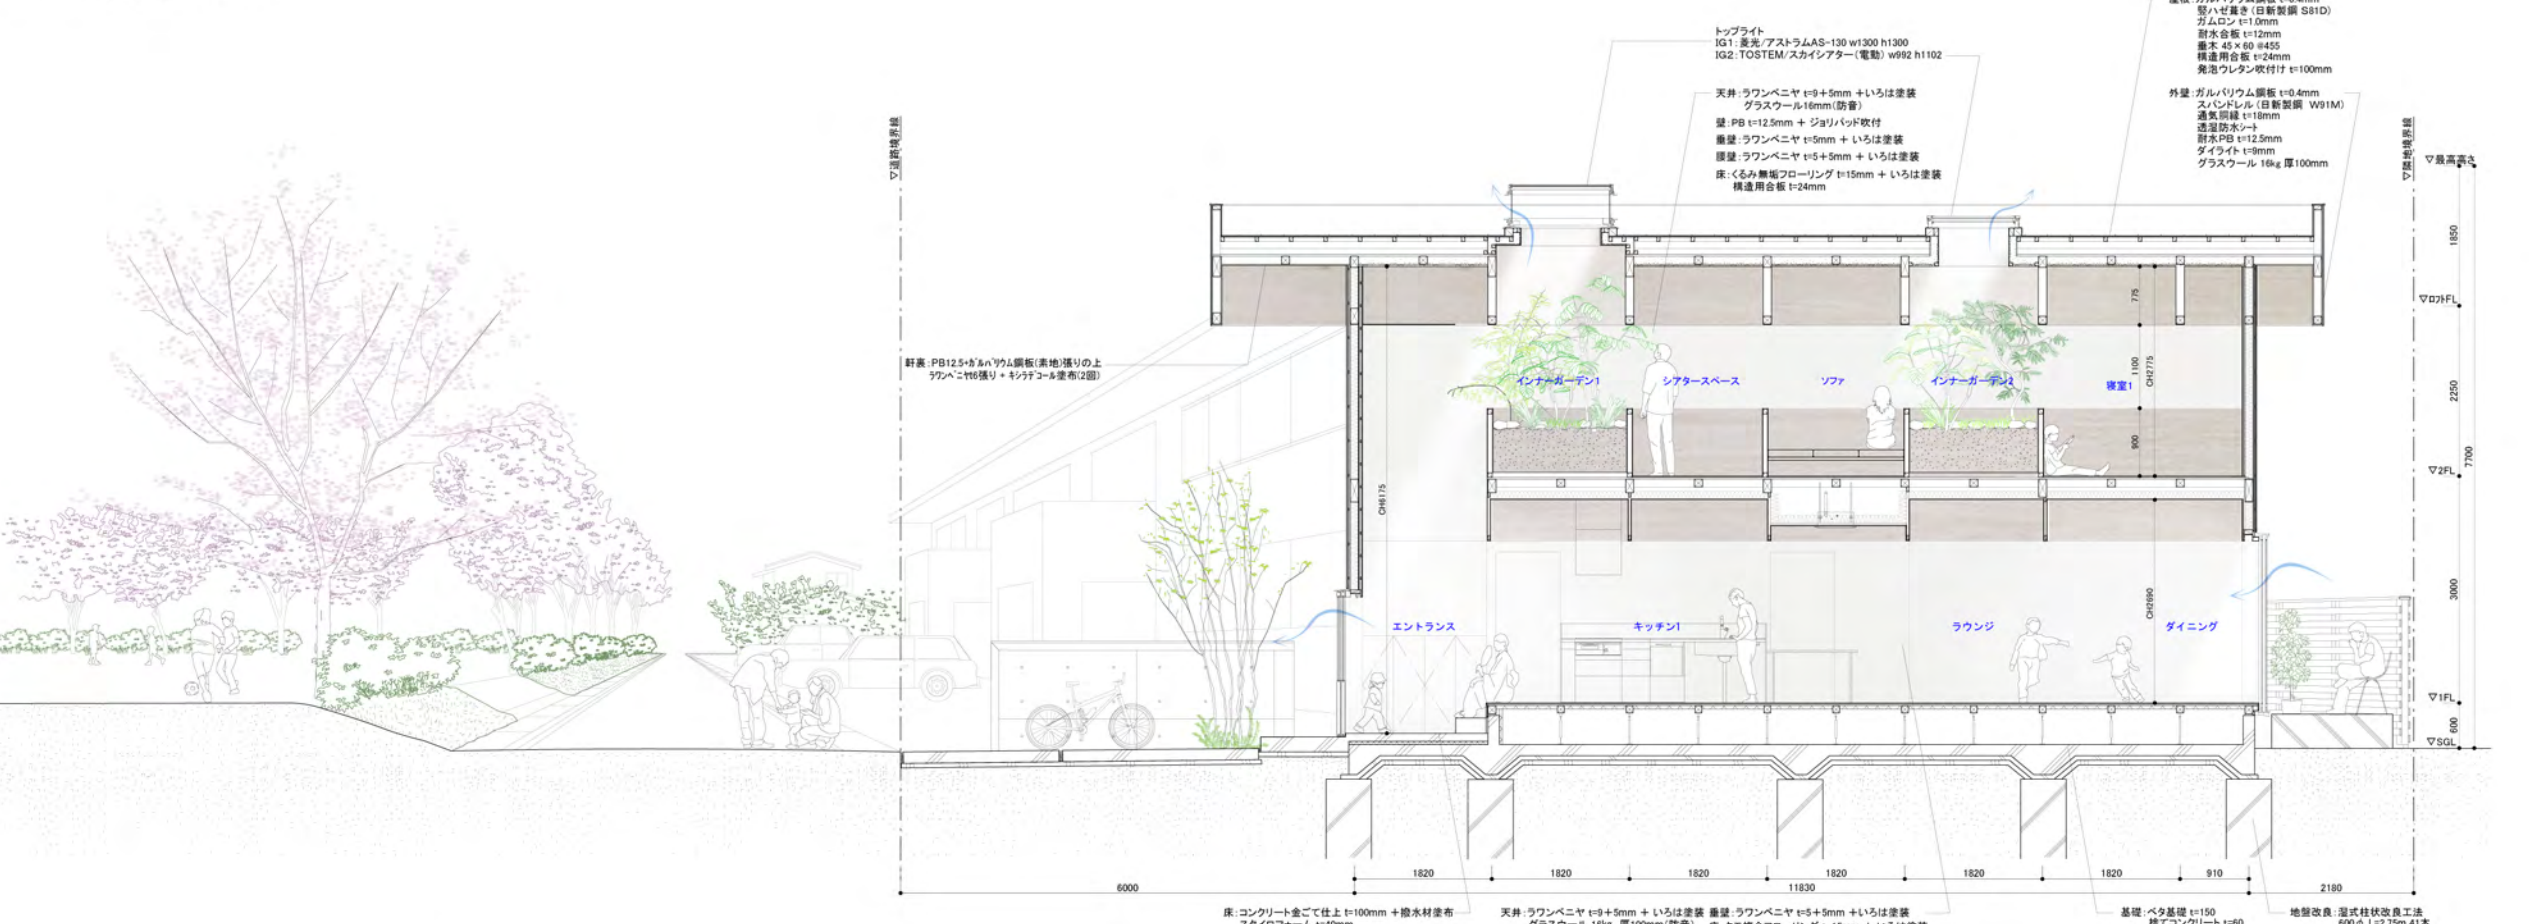 竪ハゼ葺き（日新製鋼 S81D）
ガムロン t=1.0mm
耐水合板 t=12mm
垂木 45×60 @455
構造用合板 t=24mm
発泡ウレタン吹付け t=100mm
トップライト
IG1：菱光/アストラムAS-130 w1300 h1300
IG2：TOSTEM/スカイシアター（電動） w992 h1102
天井：ラワンベニヤ t=9+5mm +いろは塗装
グラスウール16mm（防音）
壁：PB t=12.5mm + ジョリパッド吹付
垂壁：ラワンベニヤ t=5mm + いろは塗装
腰壁：ラワンベニヤ t=5+5mm + いろは塗装
床：くるみ無垢フローリング t=15mm + いろは塗装
構造用合板 t=24mm
外壁：ガルバリウム鋼板 t=0.4mm
スパンドレル（日新製鋼 W91M）
通気胴縁 t=18mm
透湿防水シート
耐水PB t=12.5mm
ダイライト t=9mm
グラスウール 16kg 厚100mm
▽道路境界線
▽隣地境界線
▽最高高さ
1850
▽ロフトFL
2250
7700
▽2FL
3000
▽1FL
600
▽SGL
軒裏：PB12.5+ガルバリウム鋼板(素地)張りの上
ラワンベニヤt6張り + キシラデコール塗布(2回)
インナーガーデン1
シアタースペース
ソファ
インナーガーデン2
寝室1
775
1100
CH2775
900
CH6175
CH2690
エントランス
キッチン1
ラウンジ
ダイニング
1820
1820
1820
1820
1820
1820
910
6000
11830
2180
床：コンクリート金ごて仕上 t=100mm +撥水材塗布
天井：ラワンベニヤ t=9+5mm + いろは塗装 垂壁：ラワンベニヤ t=5+5mm +いろは塗装
基礎：ベタ基礎 t=150
地盤改良：湿式柱状改良工法